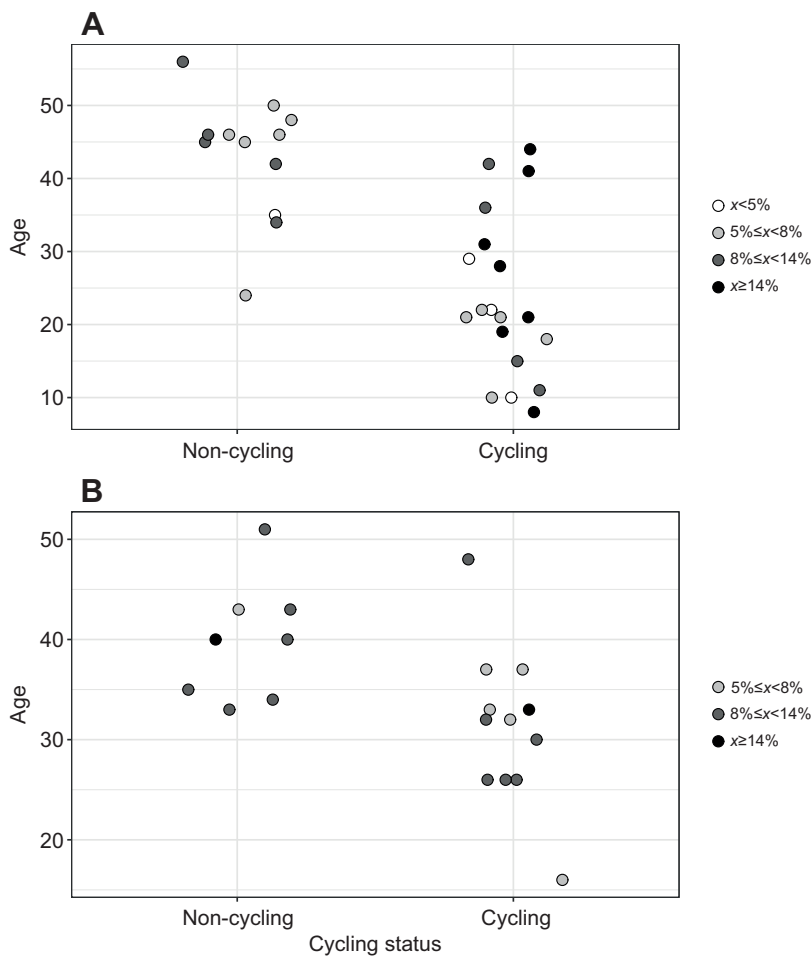 A
Age
50
40
30
20
10
Non-cycling
Cycling
x<5%
5%≤x<8%
8%≤x<14%
x≥14%
B
Age
50
40
30
20
Non-cycling
Cycling
Cycling status
5%≤x<8%
8%≤x<14%
x≥14%